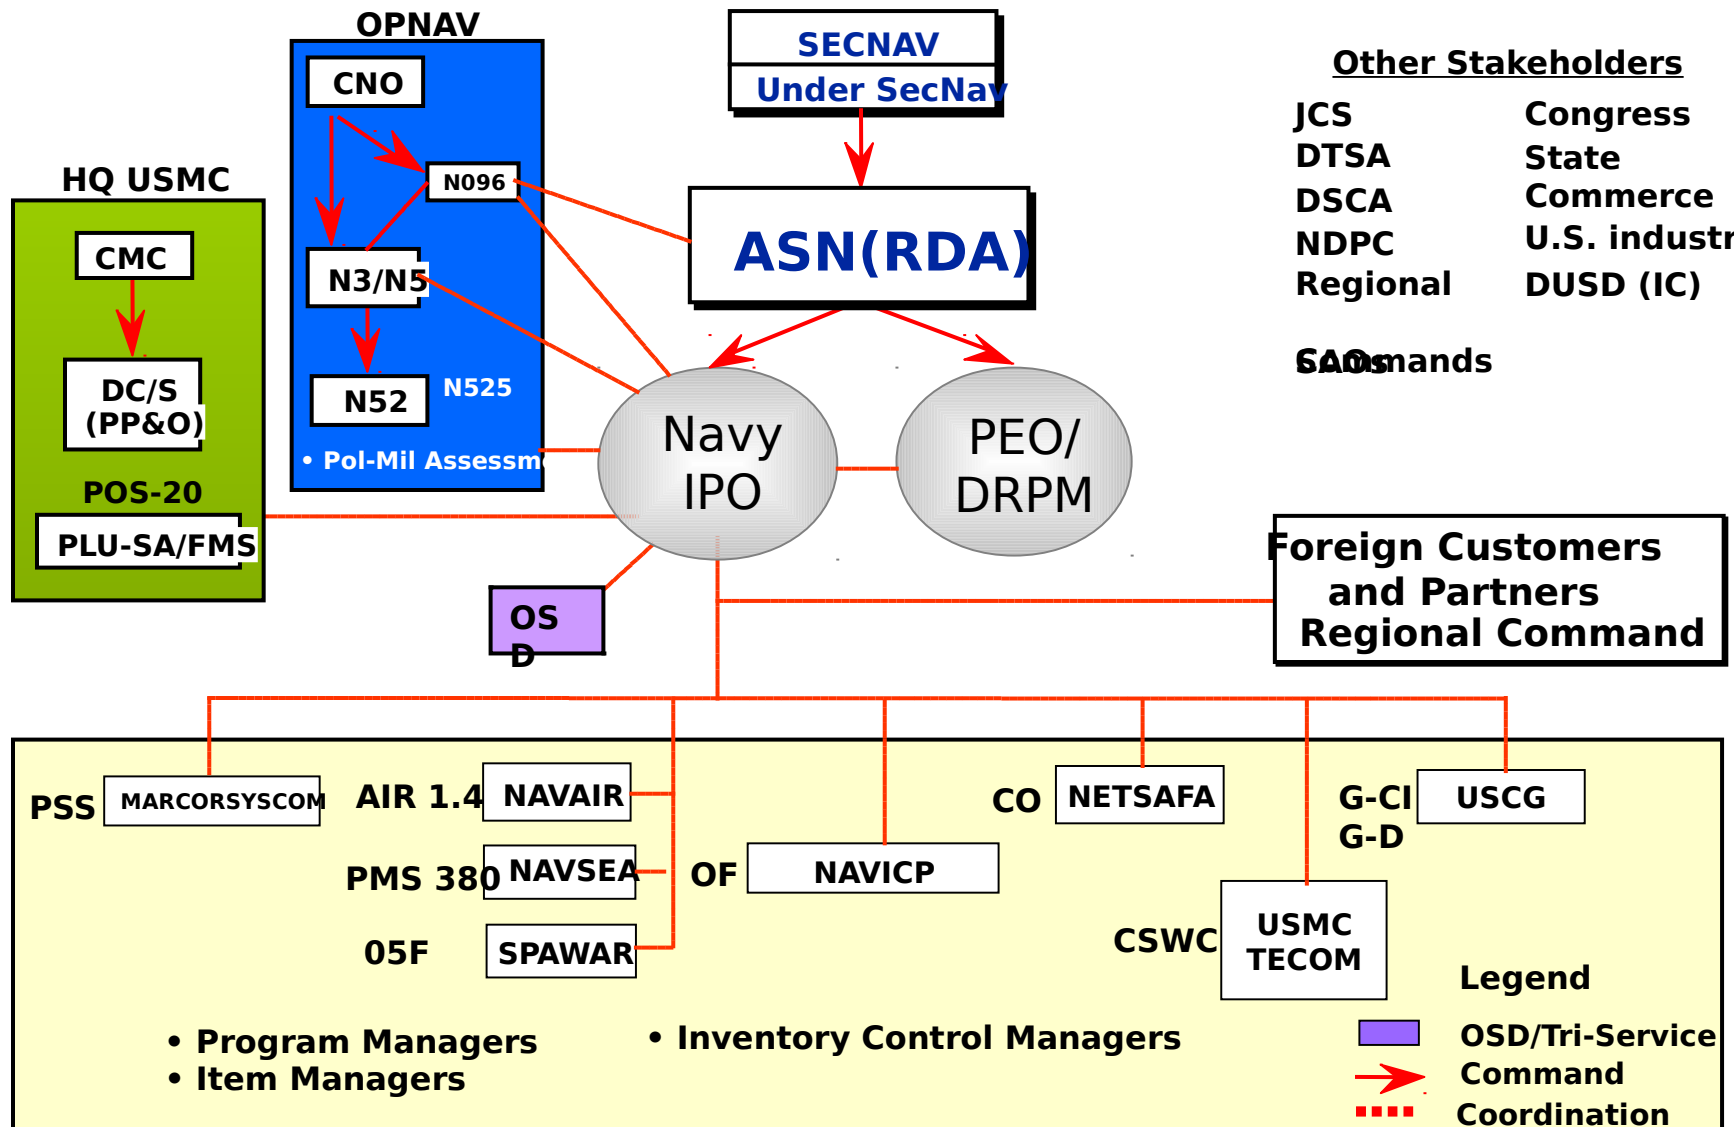 OPNAV
CNO
N096
N3/N5
N52
N525
• Pol-Mil Assessm
HQ USMC
CMC
DC/S
(PP&O)
POS-20
PLU-SA/FMS
SECNAV
Under SecNav
ASN(RDA)
Navy
IPO
PEO/
DRPM
OS
D
Other Stakeholders
JCS
DTSA
DSCA
NDPC
Regional
Commands
SAOs
Congress
State
Commerce
U.S. industr
DUSD (IC)
Foreign Customers
and Partners
Regional Command
PSS
MARCORSYSCOM
AIR 1.4
NAVAIR
PMS 380
NAVSEA
05F
SPAWAR
OF
NAVICP
CO
NETSAFA
CSWC
USMC
TECOM
G-CI
G-D
USCG
• Program Managers
• Item Managers
• Inventory Control Managers
Legend
OSD/Tri-Service
Command
Coordination